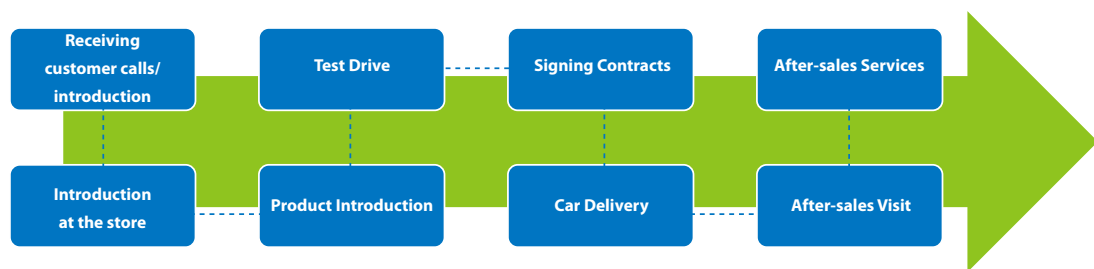 Receiving
customer calls/
introduction
Test Drive
Signing Contracts
After-sales Services
Introduction
at the store
Product Introduction
Car Delivery
After-sales Visit